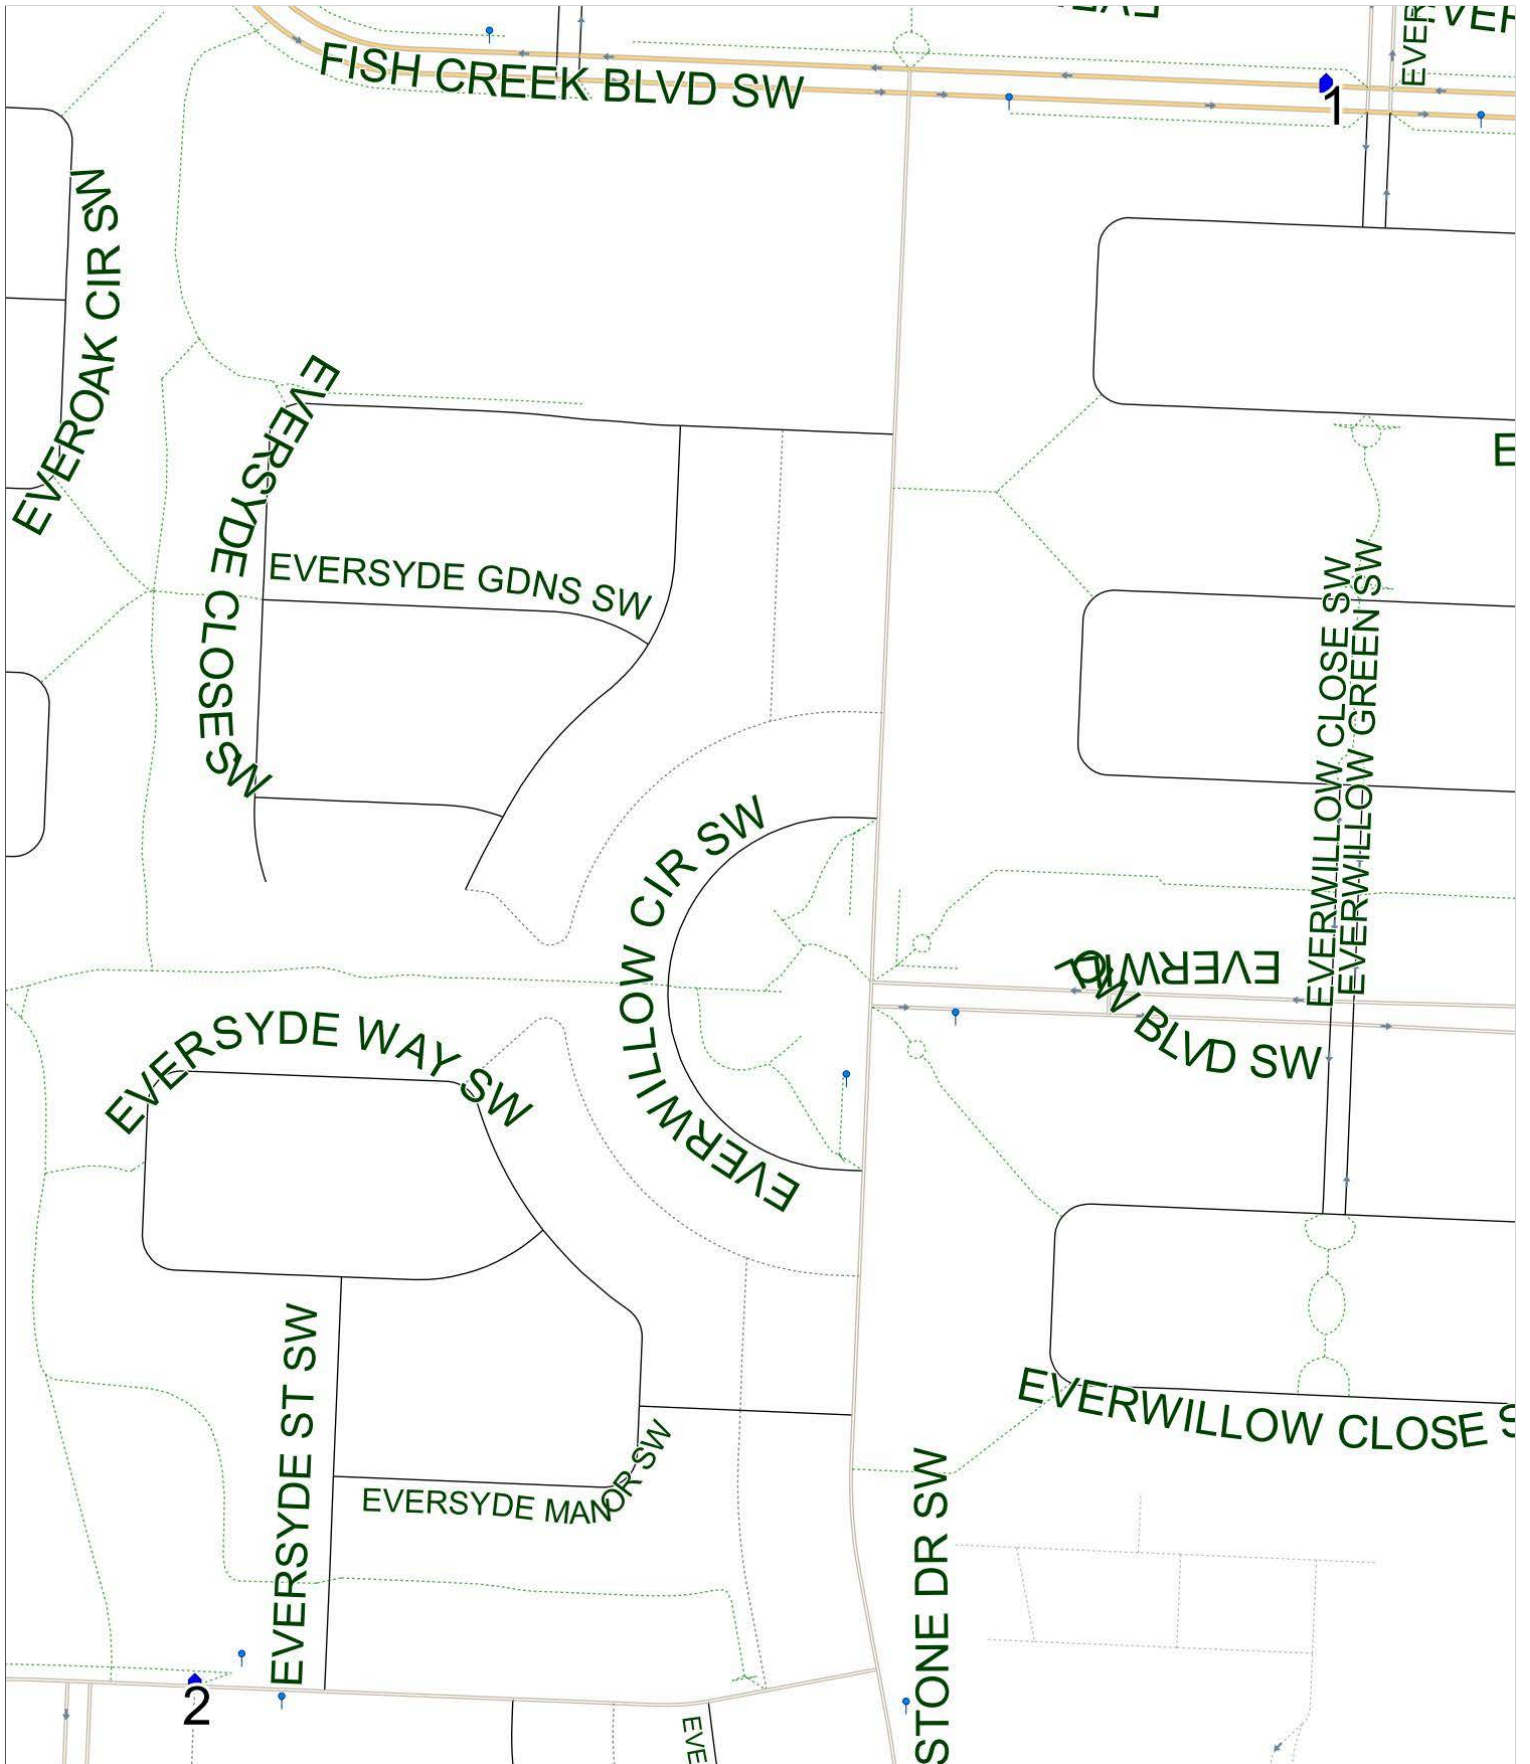 FISH CREEK BLVD SW
1
EVEROAK CIR SW
EVERSYDE CLOSE SW
EVERSYDE GDNS SW
EVERWILLOW CLOSE SW
EVERWILLOW GREEN SW
EVERWILLOW CIR SW
EVERWILLOW BLVD SW
EVERSYDE WAY SW
EVERSYDE ST SW
EVERSYDE MANOR SW
EVERWILLOW CLOSE S
STONE DR SW
2
EVE